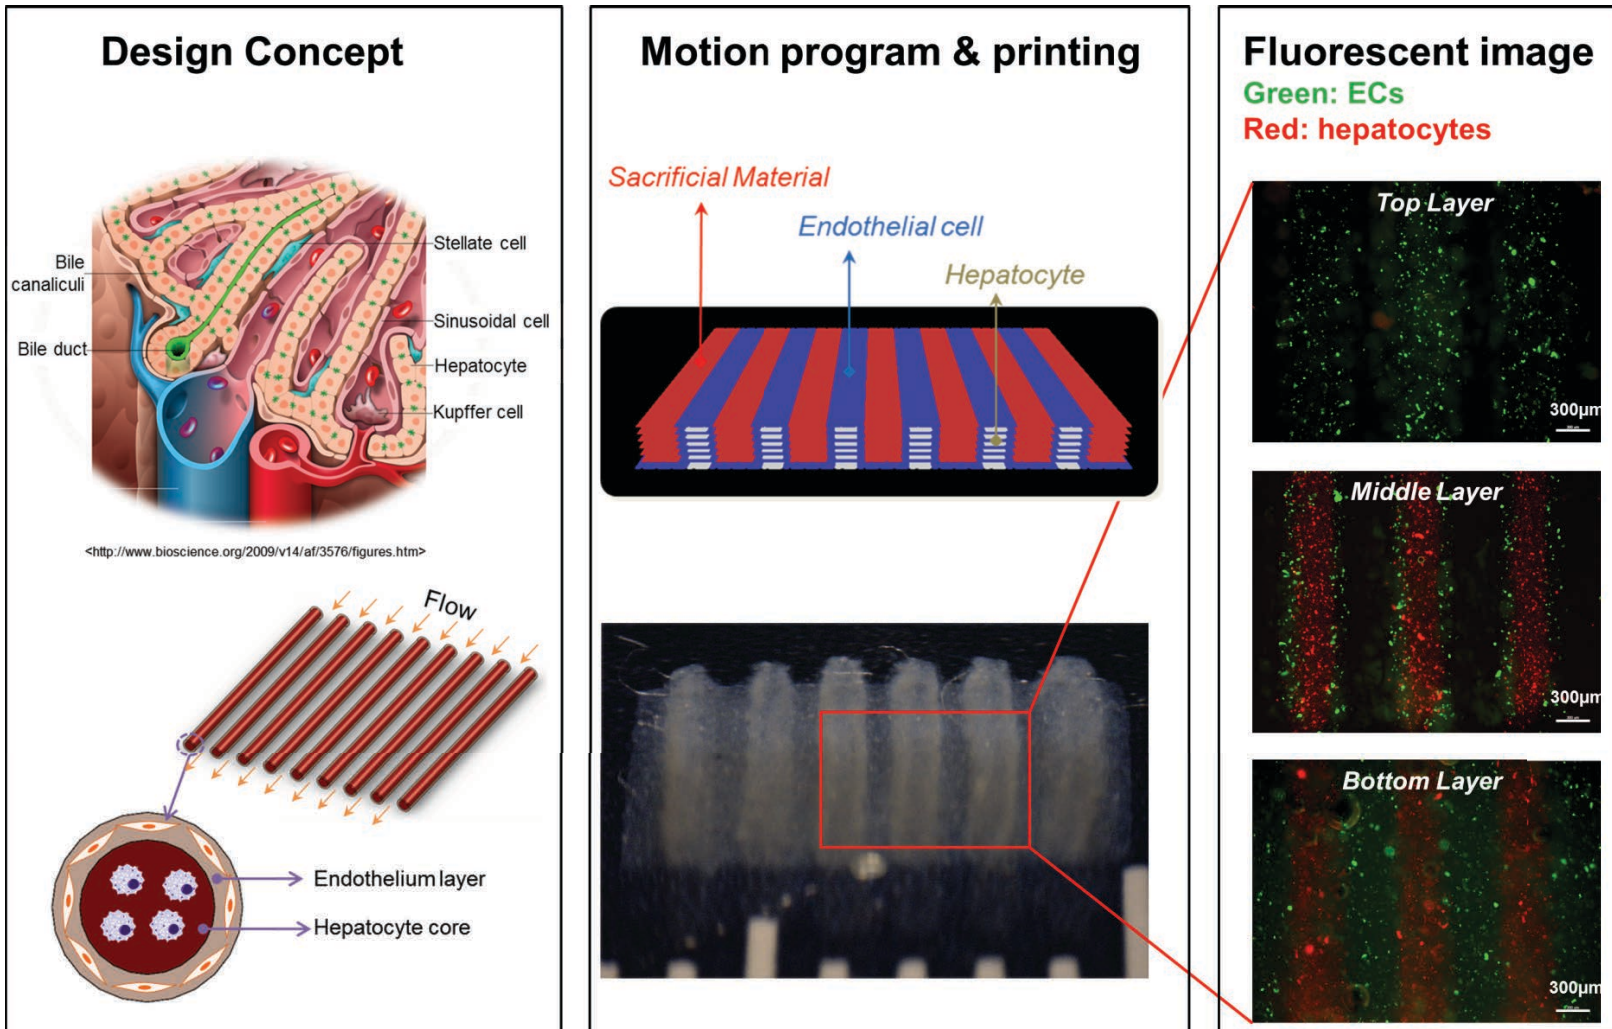 Design Concept
Bile
canaliculi
Bile duct
Stellate cell
Sinusoidal cell
Hepatocyte
Kupffer cell
<http://www.bioscience.org/2009/v14/af/3576/figures.htm>
Flow
Endothelium layer
Hepatocyte core
Motion program & printing
Sacrificial Material
Endothelial cell
Hepatocyte
Fluorescent image
Green: ECs
Red: hepatocytes
Top Layer
300μm
Middle Layer
300μm
Bottom Layer
300μm